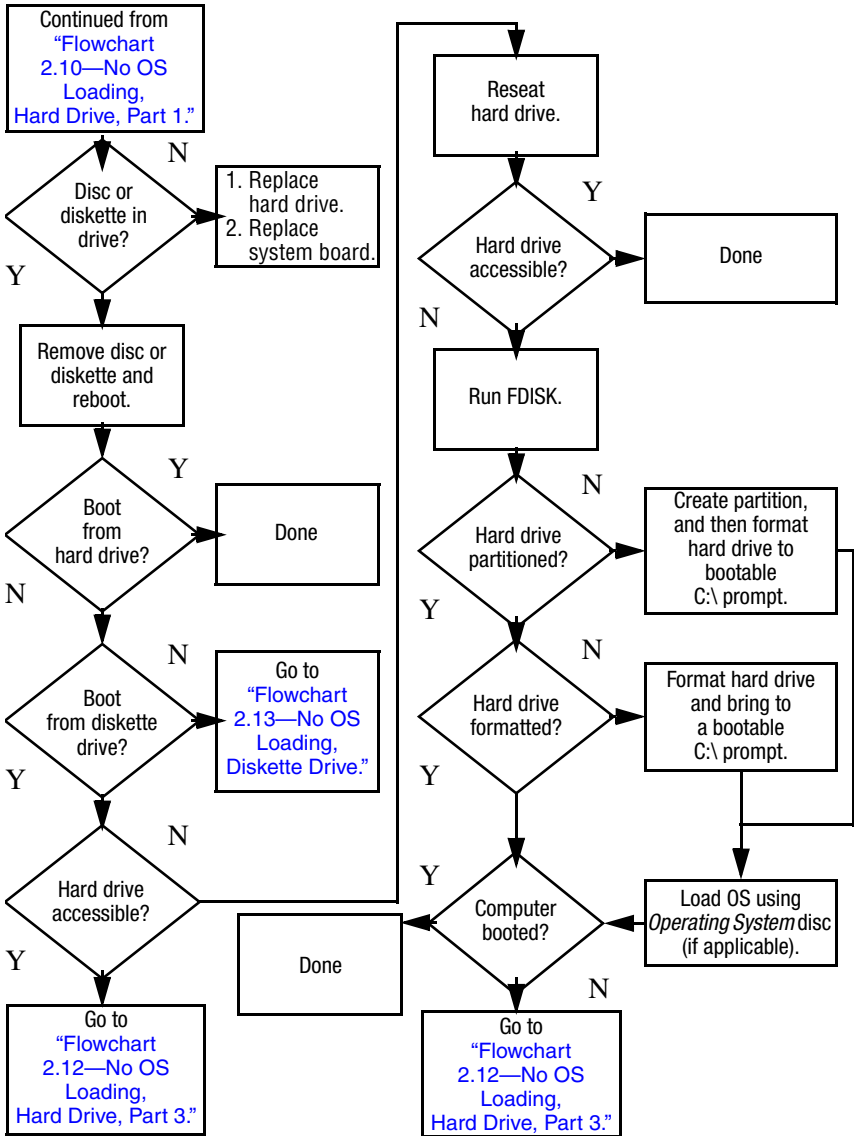 Continued from
“Flowchart
2.10—No OS
Loading,
Hard Drive, Part 1.”
N
Disc or
diskette in
drive?
1. Replace
hard drive.
2. Replace
system board.
Y
Remove disc or
diskette and
reboot.
Y
Boot
from
hard drive?
Done
N
N
Boot
from diskette
drive?
Go to
“Flowchart
2.13—No OS
Loading,
Diskette Drive.”
Y
N
Hard drive
accessible?
Y
Go to
“Flowchart
2.12—No OS
Loading,
Hard Drive, Part 3.”
Reseat
hard drive.
Y
Hard drive
accessible?
Done
N
Run FDISK.
N
Hard drive
partitioned?
Create partition,
and then format
hard drive to
bootable
C:\ prompt.
Y
N
Hard drive
formatted?
Format hard drive
and bring to
a bootable
C:\ prompt.
Y
Load OS using
Operating System disc
(if applicable).
Y
Computer
booted?
Done
N
Go to
“Flowchart
2.12—No OS
Loading,
Hard Drive, Part 3.”